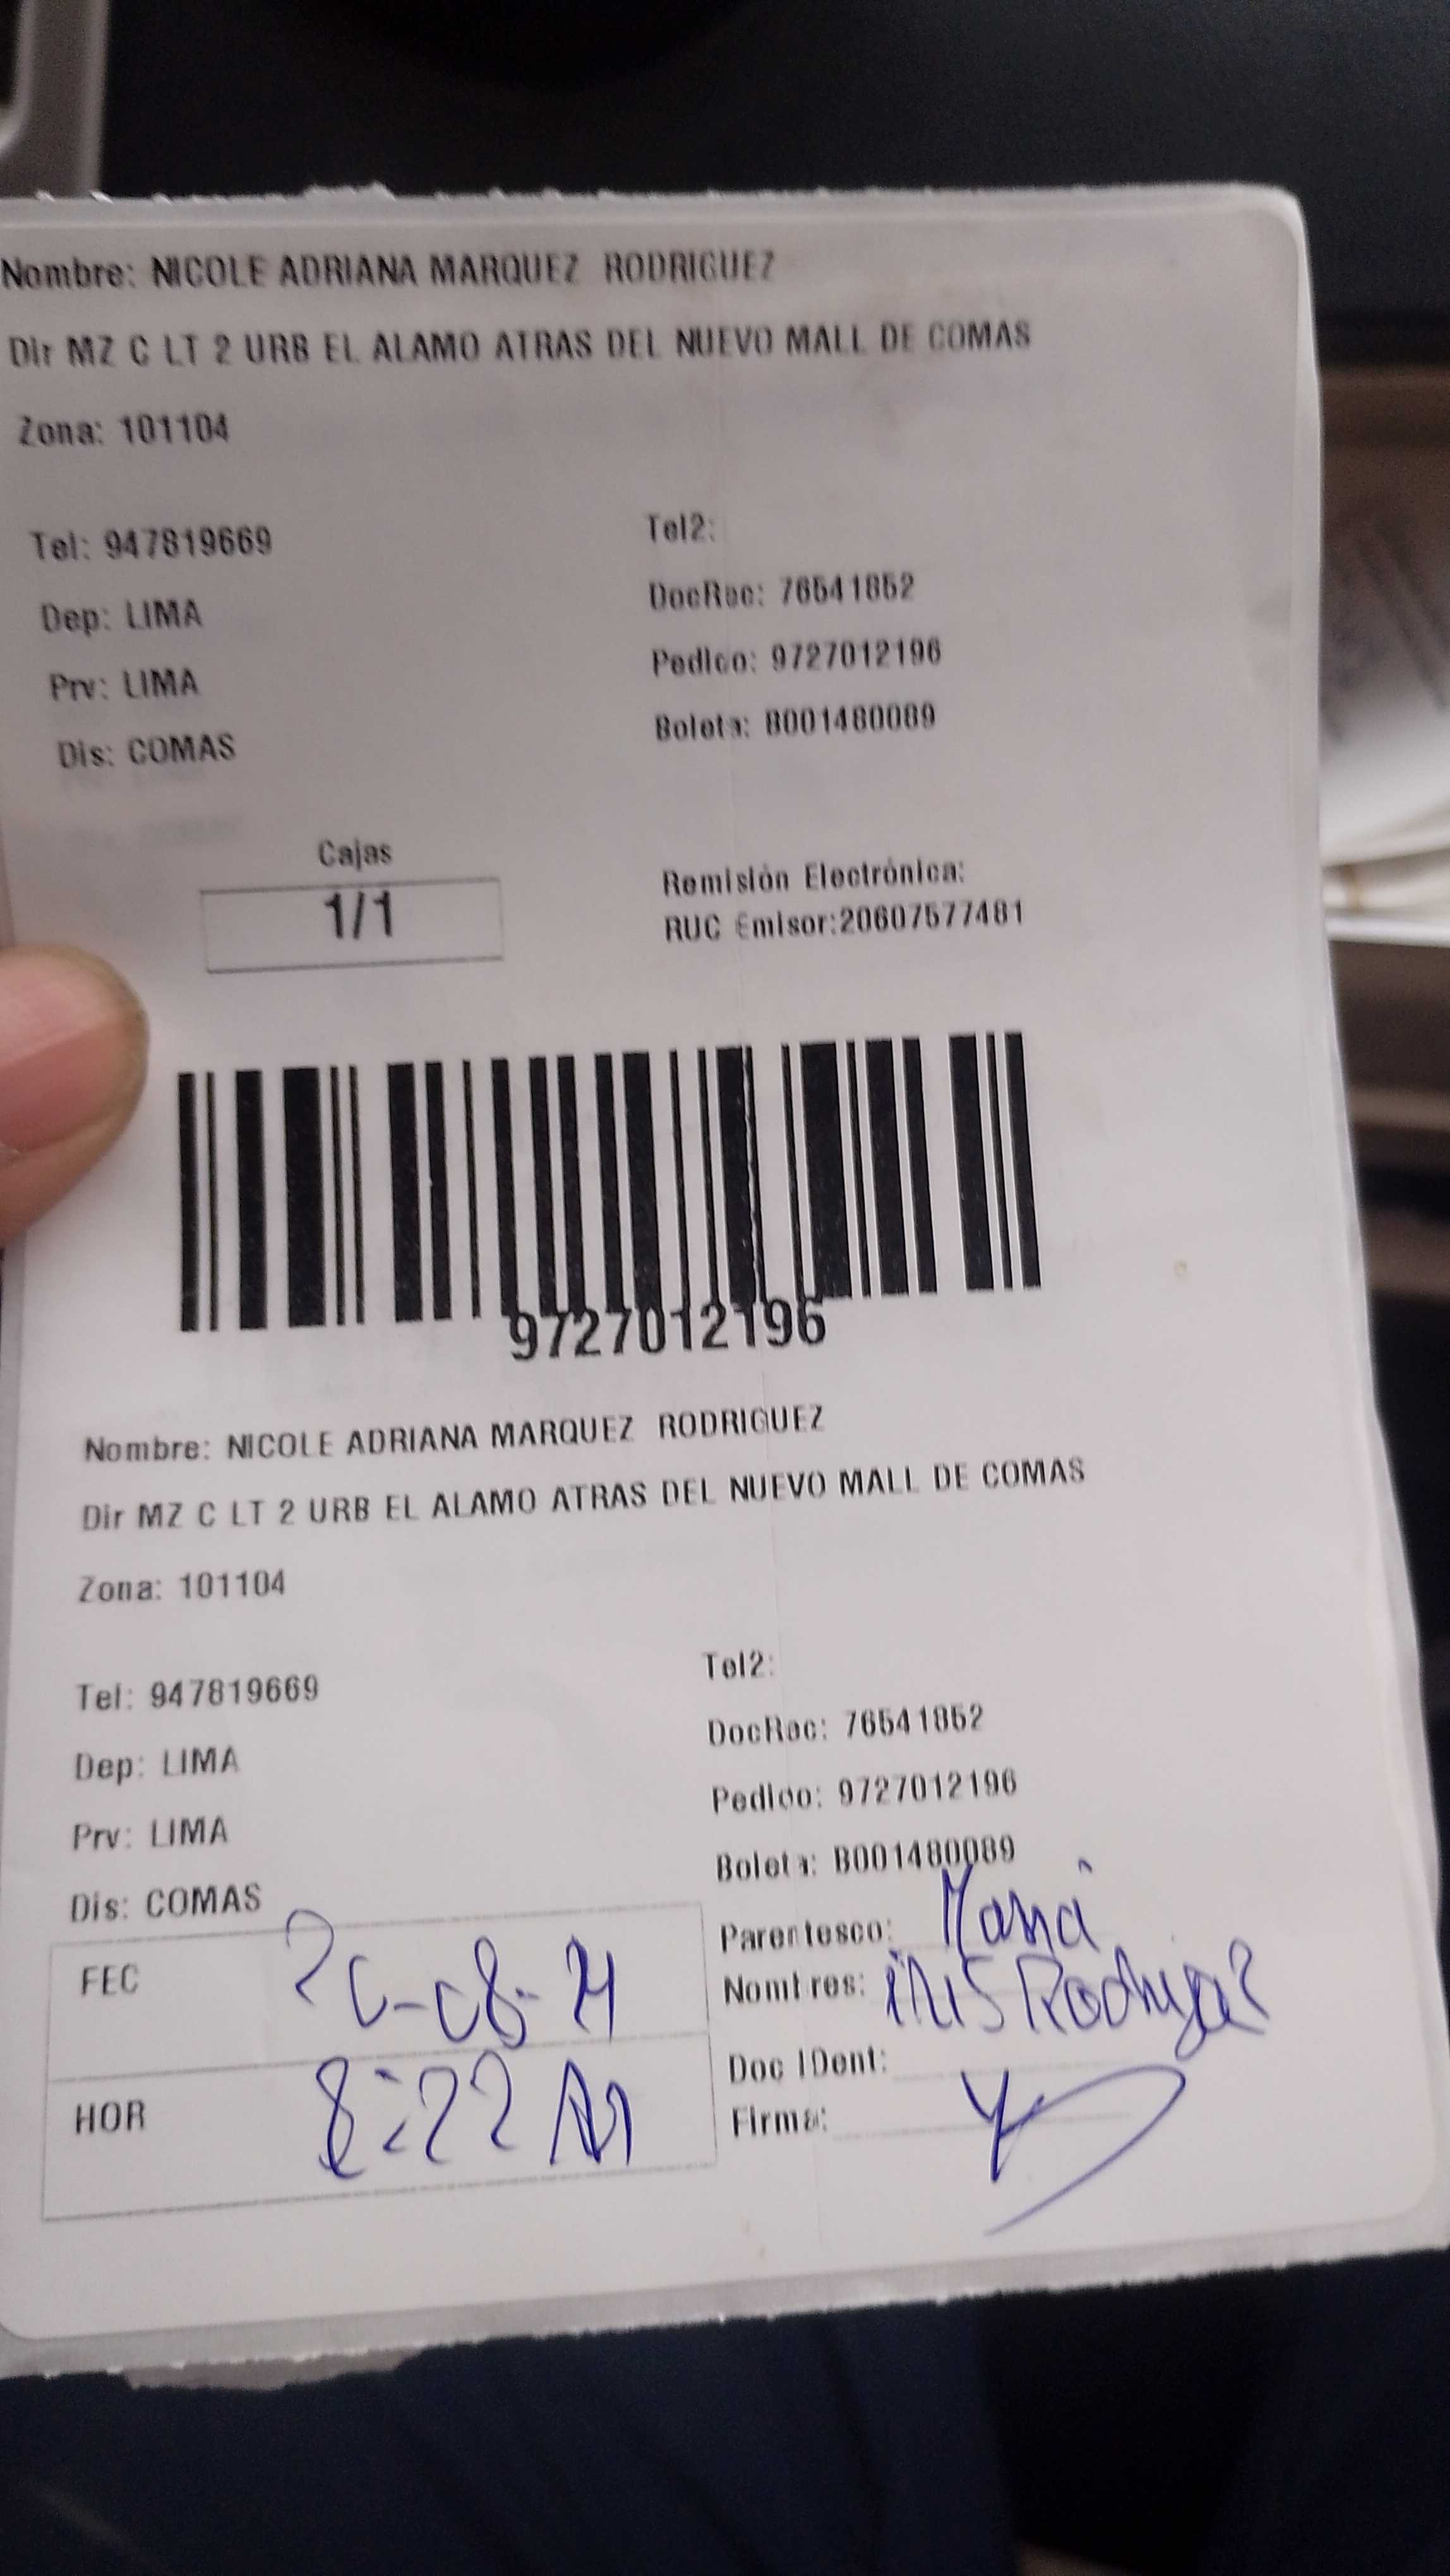 Nombre: NICOLE ADRIANA MARQUEZ RODRIGUEZ
Dir MZ C LT 2 URB EL ALAMO ATRAS DEL NUEVO MALL DE COMAS
Zona: 101104
Tel: 947819669
Tel2:
Dep: LIMA
DocRec: 76541852
Prv: LIMA
Pedido: 9727012196
Dis: COMAS
Boleta: B001480089
Cajas
1/1
Remisión Electrónica:
RUC Emisor:20607577481
9727012196
Nombre: NICOLE ADRIANA MARQUEZ RODRIGUEZ
Dir MZ C LT 2 URB EL ALAMO ATRAS DEL NUEVO MALL DE COMAS
Zona: 101104
Tel: 947819669
Tel2:
Dep: LIMA
DocRec: 76541852
Prv: LIMA
Pedido: 9727012196
Dis: COMAS
Boleta: B001480089
FEC
Parentesco: Mamá
Nombres: iRIS Rodriguez
HOR 8:22 AM
Doc IDent:
Firma: